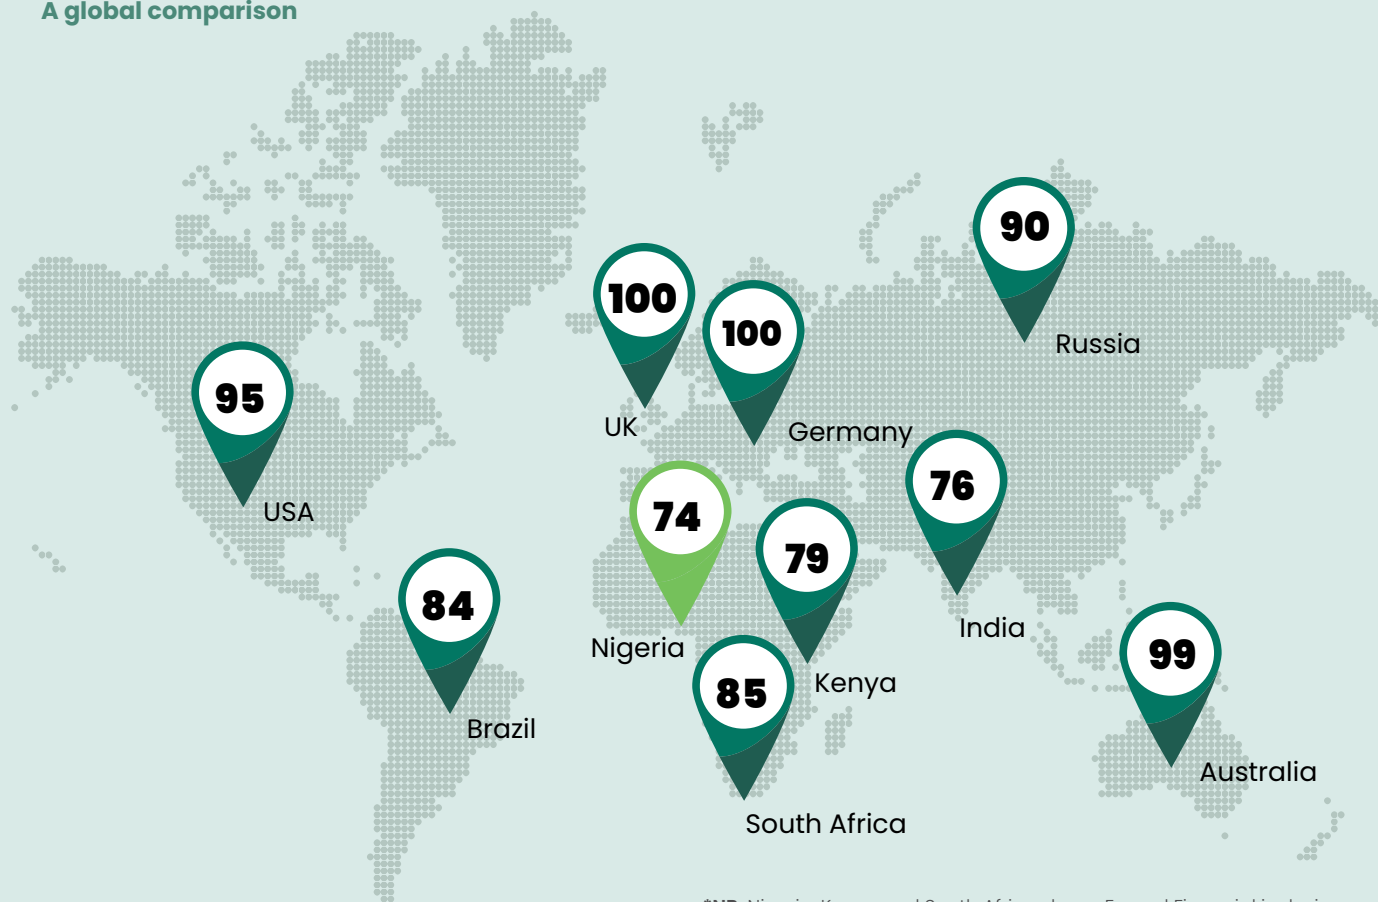 A global comparison
90
Russia
100
UK
100
Germany
95
USA
76
India
74
Nigeria
79
Kenya
84
Brazil
99
Australia
85
South Africa